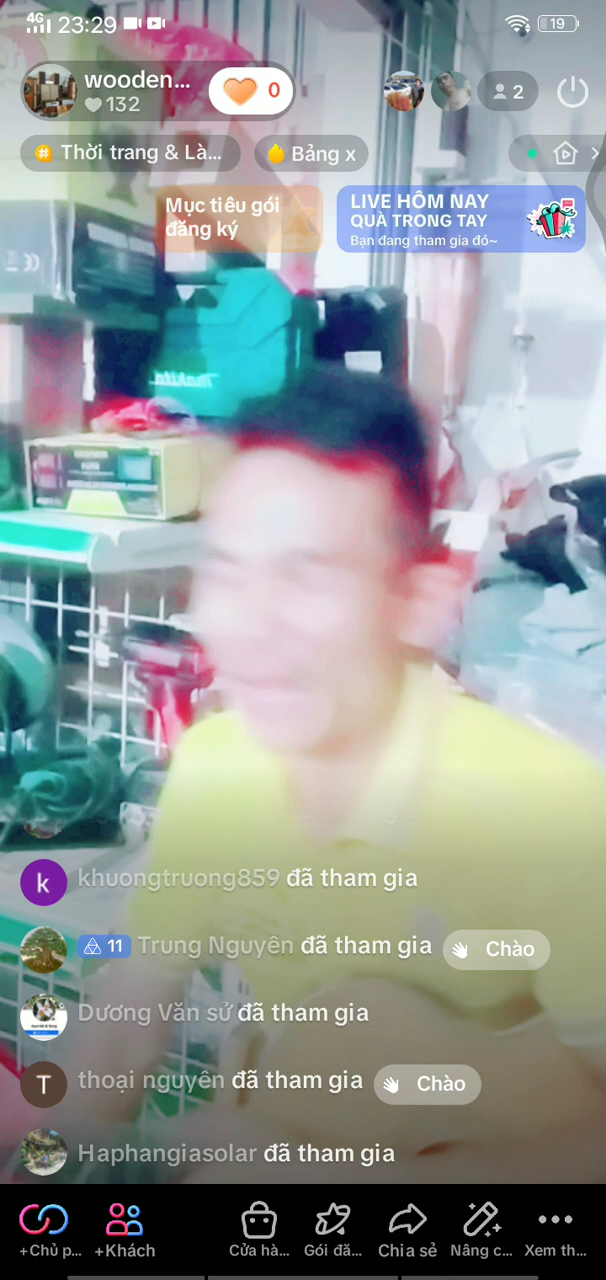 4G 23:29 19
wooden...
132
0
2
Thời trang & Là...
Bảng x
Mục tiêu gói
đăng ký
LIVE HÔM NAY
QUÀ TRONG TAY
Bạn đang tham gia đó~
Makita
khuongtruong859 đã tham gia
11 Trung Nguyên đã tham gia Chào
Dương Văn sử đã tham gia
thoại nguyên đã tham gia Chào
Haphangiasolar đã tham gia
+Chủ p... +Khách Cửa hà... Gói đă... Chia sẻ Nâng c... Xem th...